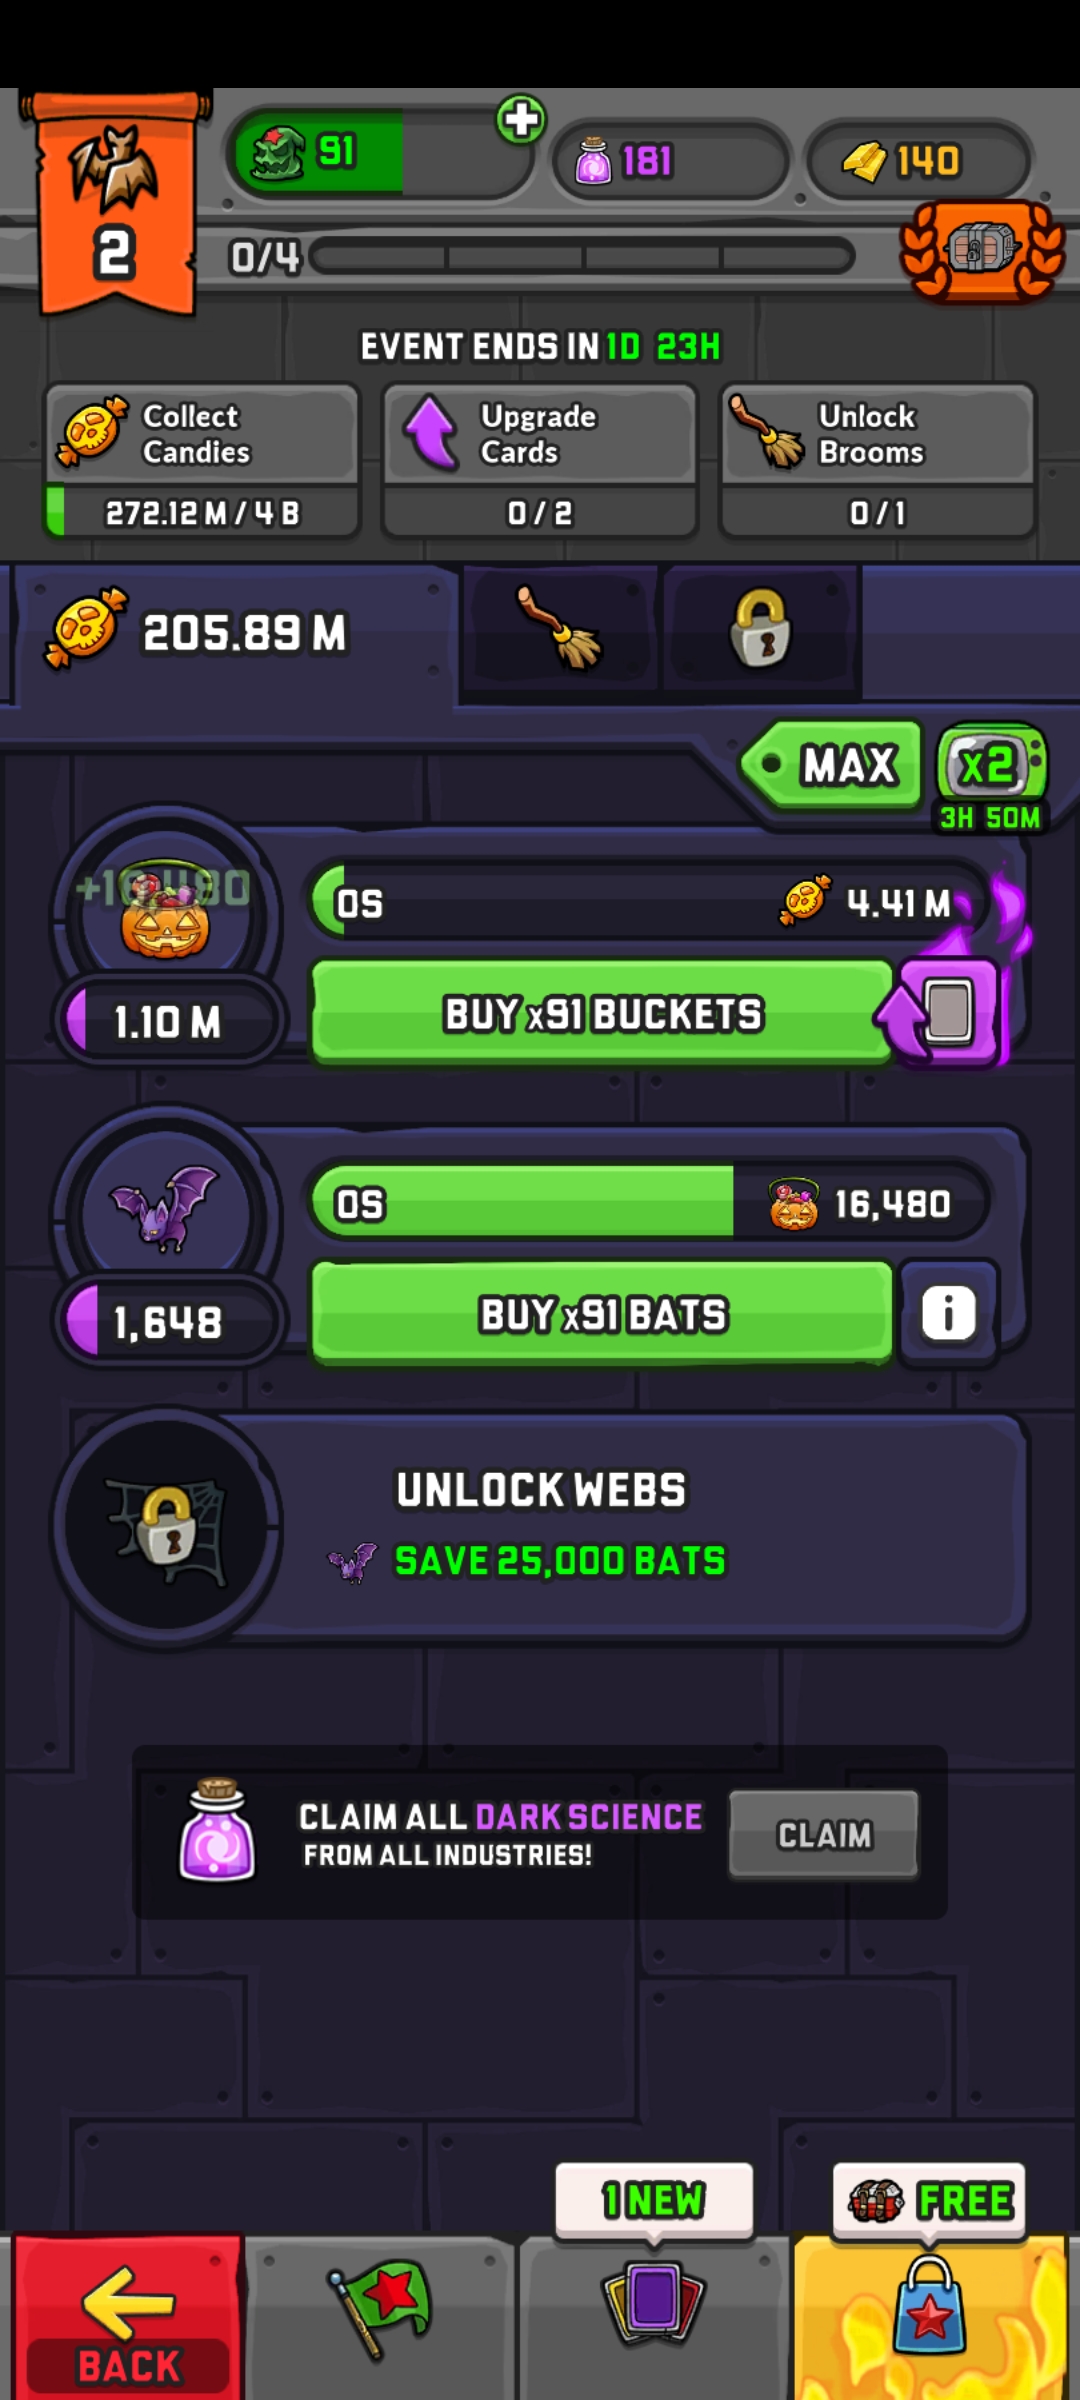 91
181
140
2
0/4
EVENT ENDS IN 1D 23H
Collect Candies
272.12 M / 4 B
Upgrade Cards
0 / 2
Unlock Brooms
0 / 1
205.89 M
MAX
x2
3H 50M
+16,480
0S
4.41 M
1.10 M
BUY x91 BUCKETS
0S
16,480
1,648
BUY x91 BATS
i
UNLOCK WEBS
SAVE 25,000 BATS
CLAIM ALL DARK SCIENCE
FROM ALL INDUSTRIES!
CLAIM
1 NEW
FREE
BACK